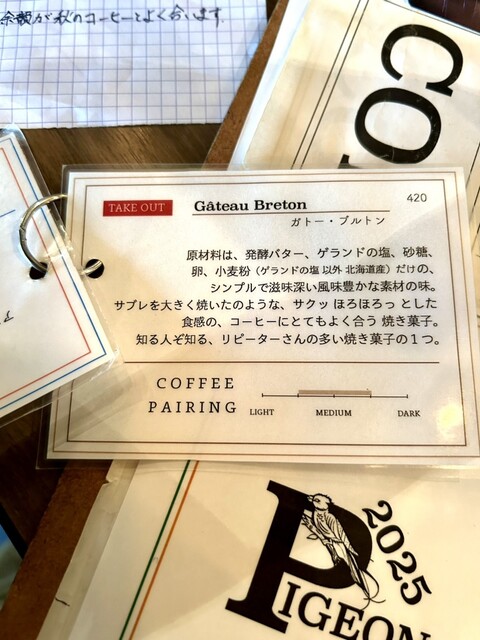 余韻が秋のコーヒーとよく合います。
CO
TAKE OUT
Gâteau Breton
420
ガトー・ブルトン
原材料は、発酵バター、ゲランドの塩、砂糖、
卵、小麦粉（ゲランドの塩 以外 北海道産）だけの、
シンプルで滋味深い風味豊かな素材の味。
サブレを大きく焼いたのような、サクッ ほろほろっ とした
食感の、コーヒーにとてもよく合う 焼き菓子。
知る人ぞ知る、リピーターさんの多い焼き菓子の１つ。
COFFEE
PAIRING
LIGHT
MEDIUM
DARK
2025
PIGEON